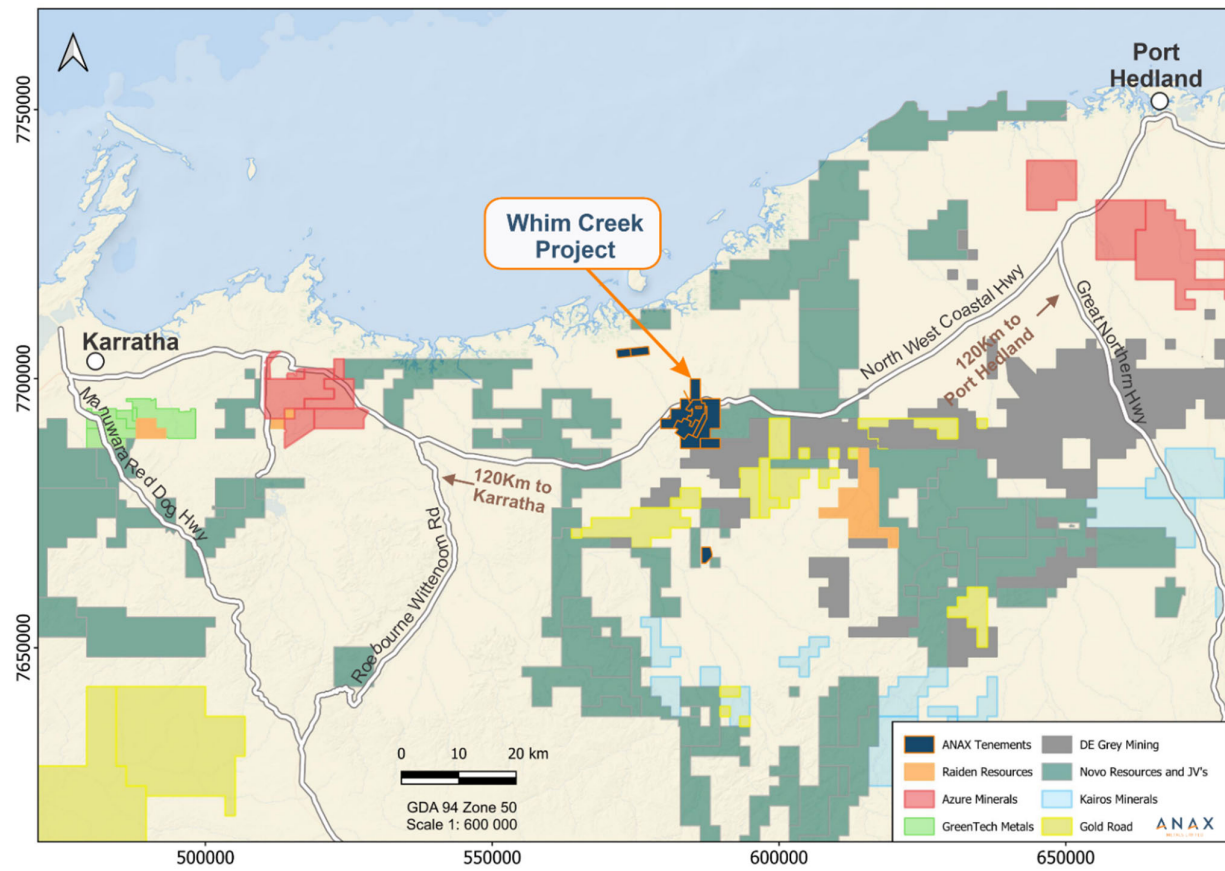 Port
Hedland
7750000
Whim Creek
Project
North West Coastal Hwy
Great Northern Hwy
120Km to
Port Hedland
Karratha
7700000
Manuwara Red Dog Hwy
120Km to
Karratha
Roebourne Wittenoom Rd
7650000
0 10 20 km
GDA 94 Zone 50
Scale 1: 600 000
ANAX Tenements
DE Grey Mining
Raiden Resources
Novo Resources and JV's
Azure Minerals
Kairos Minerals
GreenTech Metals
Gold Road
ANAX
500000 550000 600000 650000